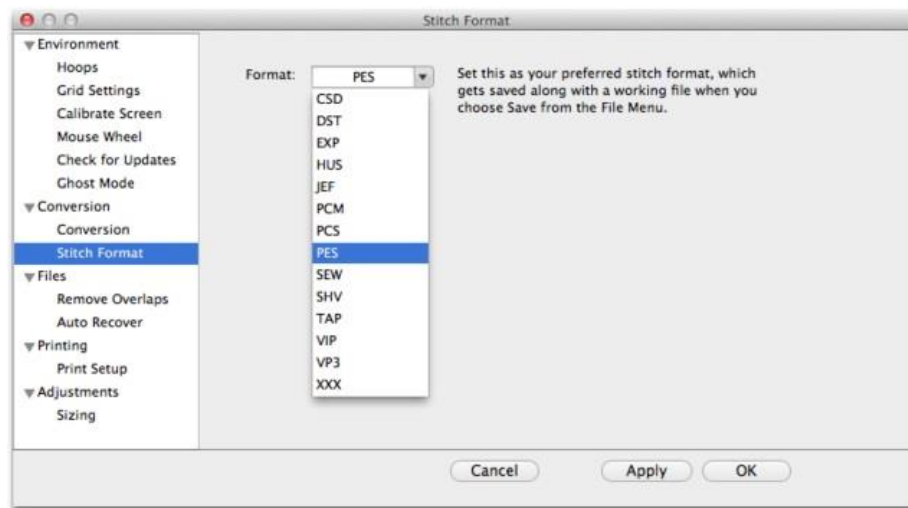 Stitch Format
Environment
Hoops
Grid Settings
Calibrate Screen
Mouse Wheel
Check for Updates
Ghost Mode
Conversion
Conversion
Stitch Format
Files
Remove Overlaps
Auto Recover
Printing
Print Setup
Adjustments
Sizing
Format:
PES
CSD
DST
EXP
HUS
JEF
PCM
PCS
PES
SEW
SHV
TAP
VIP
VP3
XXX
Set this as your preferred stitch format, which
gets saved along with a working file when you
choose Save from the File Menu.
Cancel
Apply
OK